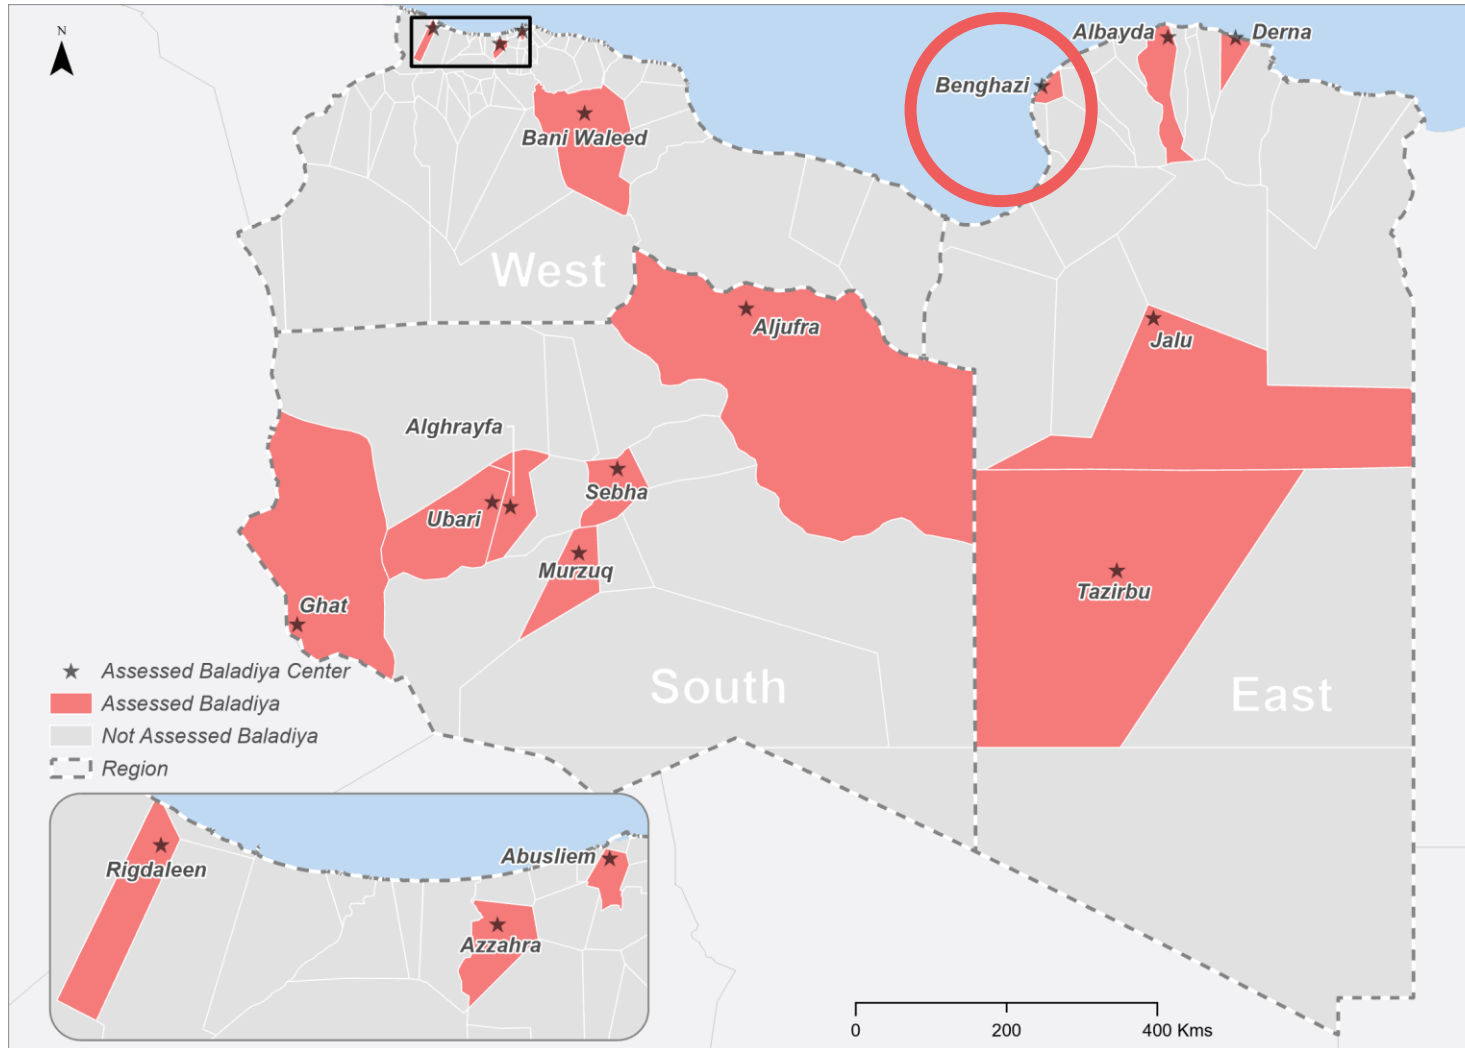 N
Albayda
Derna
Benghazi
Bani Waleed
West
Aljufra
Jalu
Alghrayfa
Sebha
Ubari
Murzuq
Tazirbu
Ghat
Assessed Baladiya Center
Assessed Baladiya
Not Assessed Baladiya
Region
South
East
Rigdaleen
Abusliem
Azzahra
0 200 400 Kms